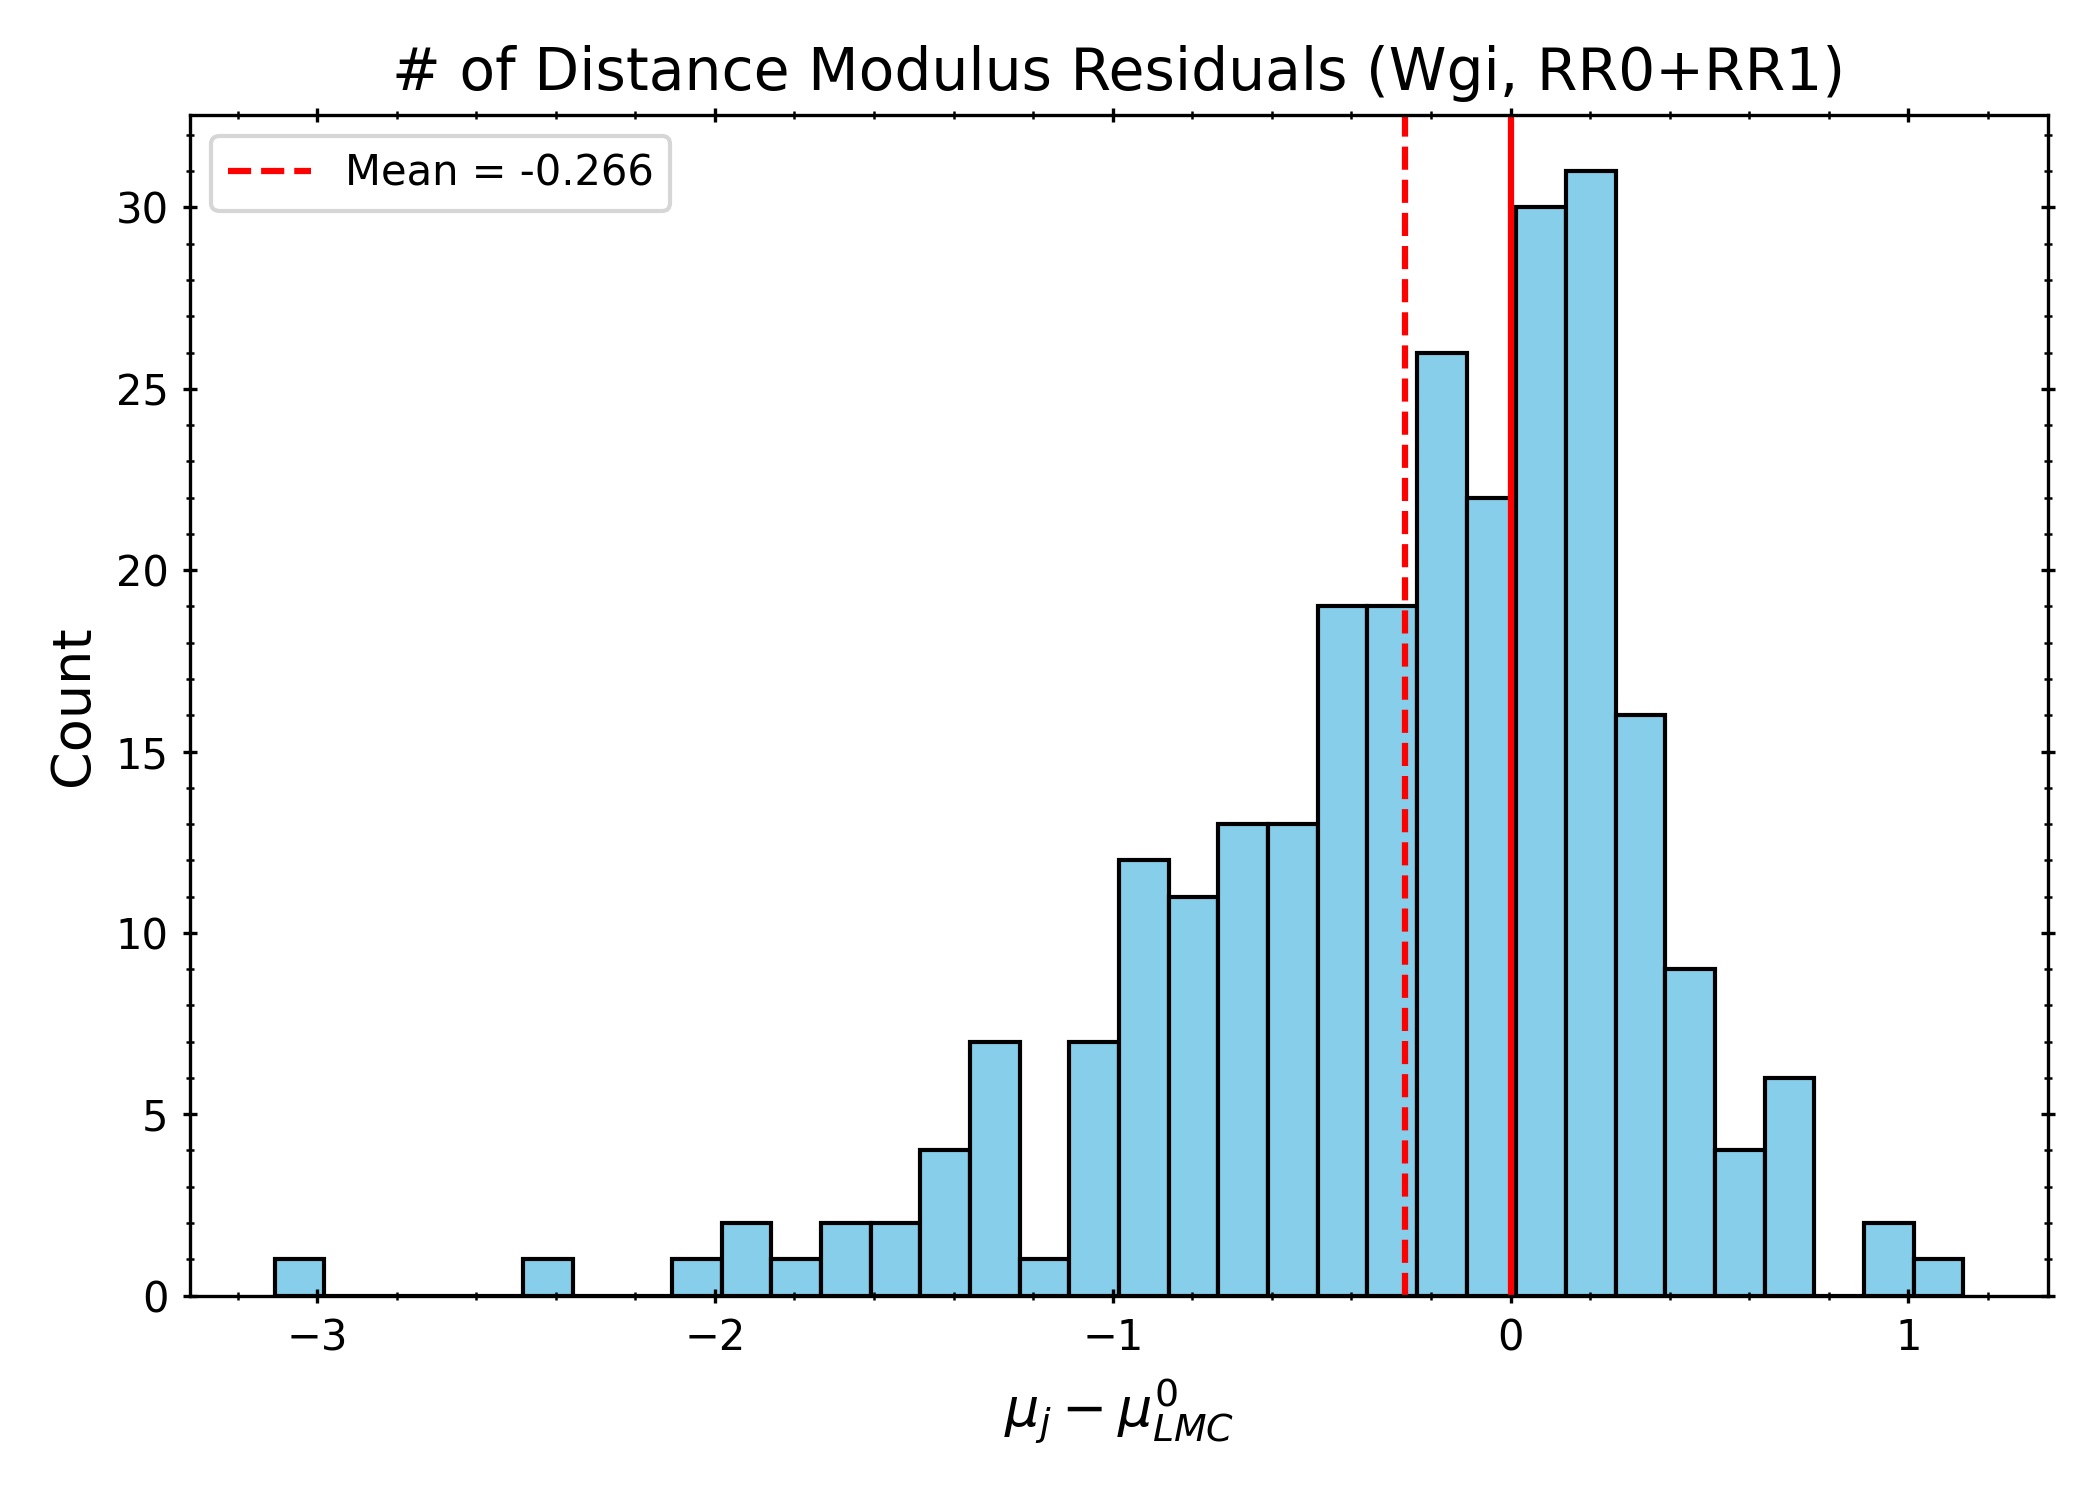 # of Distance Modulus Residuals (Wgi, RR0+RR1)
Mean = -0.266
30
25
20
15
10
5
0
Count
−3 −2 −1 0 1
μj − μ⁰LMC